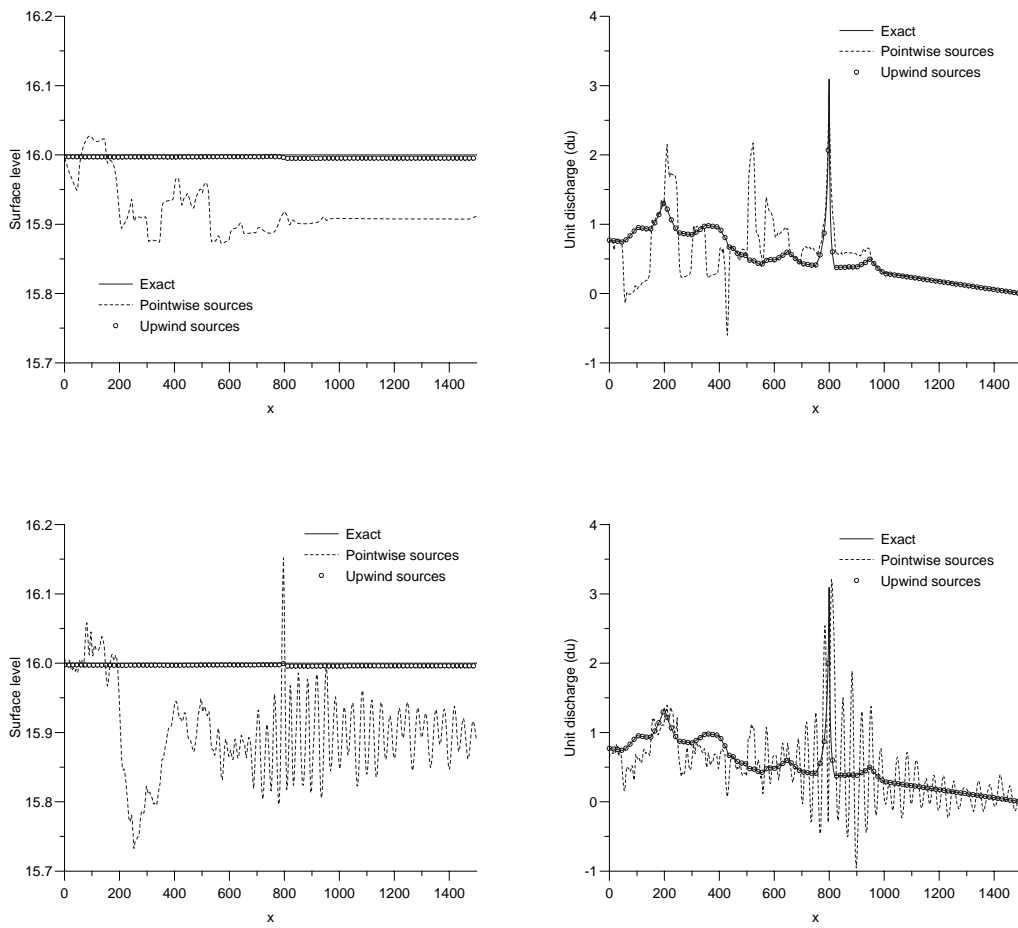 16.2
16.1
16.0
15.9
15.8
15.7
Surface level
Exact
Pointwise sources
Upwind sources
0 200 400 600 800 1000 1200 1400
x
4
3
2
1
0
-1
Unit discharge (du)
Exact
Pointwise sources
Upwind sources
0 200 400 600 800 1000 1200 1400
x
16.2
16.1
16.0
15.9
15.8
15.7
Surface level
Exact
Pointwise sources
Upwind sources
0 200 400 600 800 1000 1200 1400
x
4
3
2
1
0
-1
Unit discharge (du)
Exact
Pointwise sources
Upwind sources
0 200 400 600 800 1000 1200 1400
x